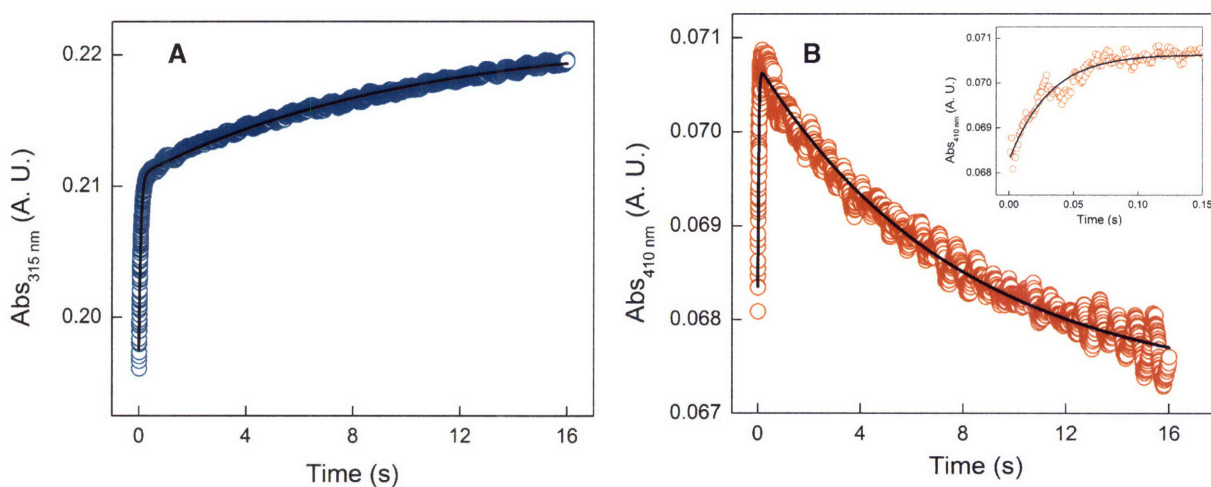 A
0.22
0.21
0.20
Abs315 nm (A. U.)
0 4 8 12 16
Time (s)
B
0.071
0.070
0.069
0.068
0.067
Abs410 nm (A. U.)
0 4 8 12 16
Time (s)
0.071
0.070
0.069
0.068
Abs410 nm (A. U.)
0.00 0.05 0.10 0.15
Time (s)